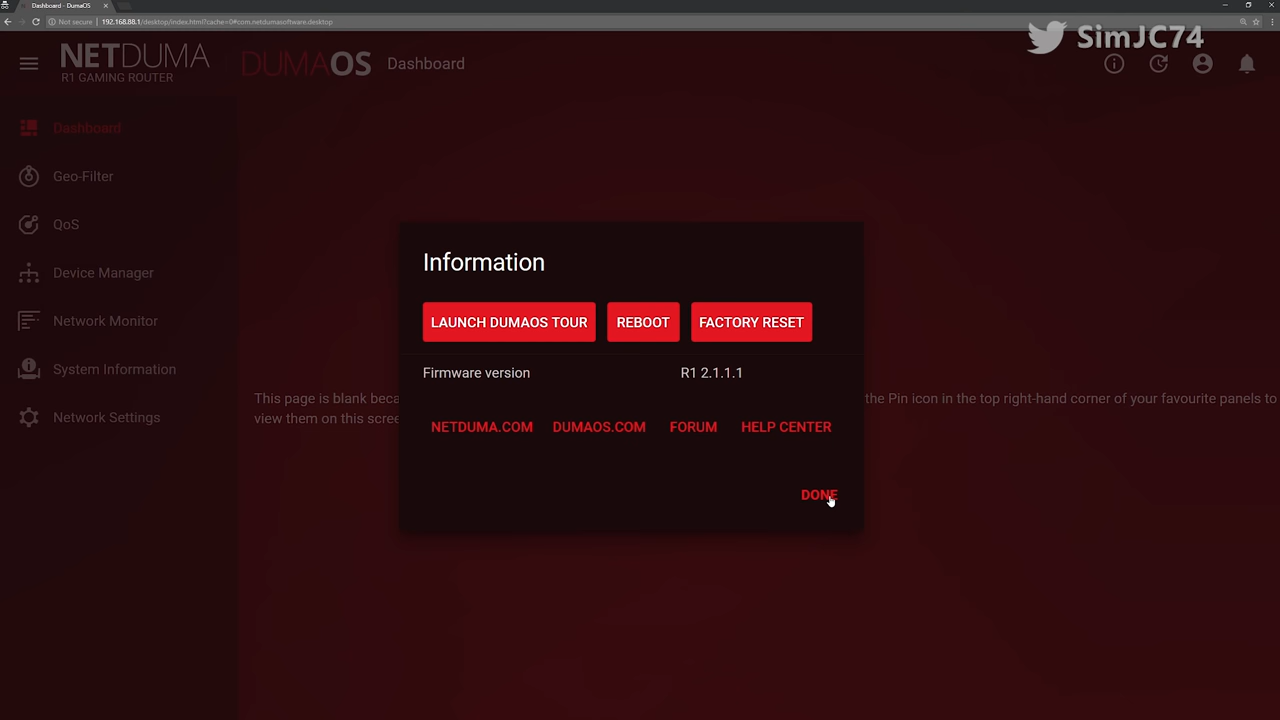 Dashboard - DumaOS
Not secure | 192.168.88.1/desktop/index.html?cache=0#com.netdumasoftware.desktop
SimJC74
NETDUMA
R1 GAMING ROUTER
DUMAOS
Dashboard
Dashboard
Geo-Filter
QoS
Device Manager
Network Monitor
System Information
Network Settings
This page is blank beca
the Pin icon in the top right-hand corner of your favourite panels to
view them on this scree
Information
LAUNCH DUMAOS TOUR
REBOOT
FACTORY RESET
Firmware version R1 2.1.1.1
NETDUMA.COM DUMAOS.COM FORUM HELP CENTER
DONE